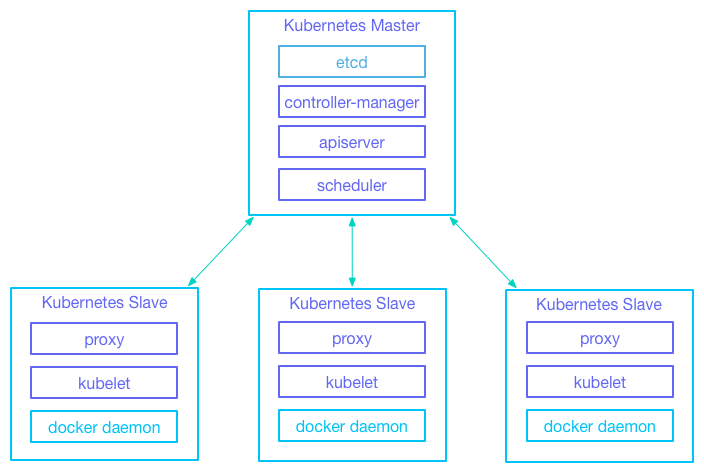 Kubernetes Master
etcd
controller-manager
apiserver
scheduler
Kubernetes Slave
proxy
kubelet
docker daemon
Kubernetes Slave
proxy
kubelet
docker daemon
Kubernetes Slave
proxy
kubelet
docker daemon